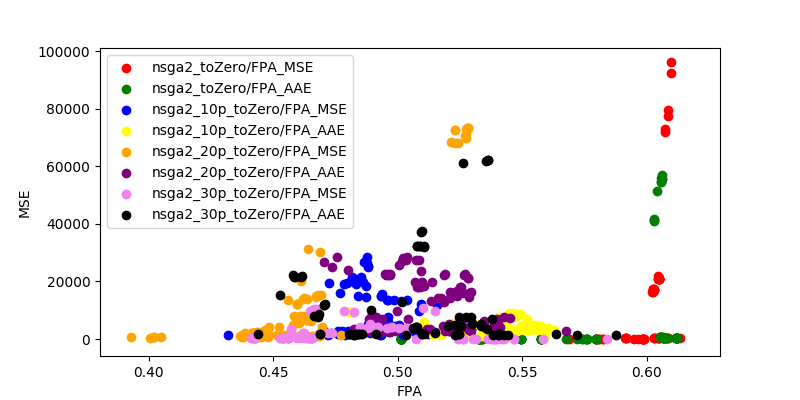 100000
80000
60000
40000
20000
0
MSE
nsga2_toZero/FPA_MSE
nsga2_toZero/FPA_AAE
nsga2_10p_toZero/FPA_MSE
nsga2_10p_toZero/FPA_AAE
nsga2_20p_toZero/FPA_MSE
nsga2_20p_toZero/FPA_AAE
nsga2_30p_toZero/FPA_MSE
nsga2_30p_toZero/FPA_AAE
0.40 0.45 0.50 0.55 0.60
FPA